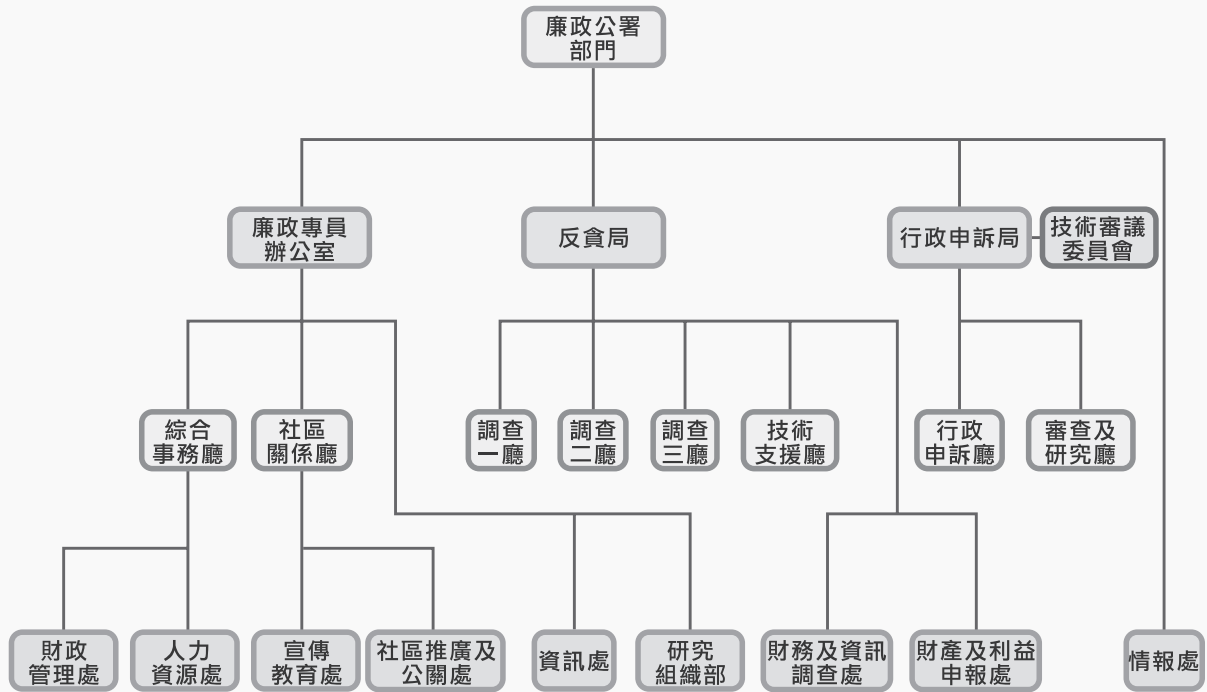 廉政公署
部門
廉政專員
辦公室
反貪局
行政申訴局
技術審議
委員會
綜合
事務廳
社區
關係廳
調查
一廳
調查
二廳
調查
三廳
技術
支援廳
行政
申訴廳
審查及
研究廳
財政
管理處
人力
資源處
宣傳
教育處
社區推廣及
公關處
資訊處
研究
組織部
財務及資訊
調查處
財產及利益
申報處
情報處